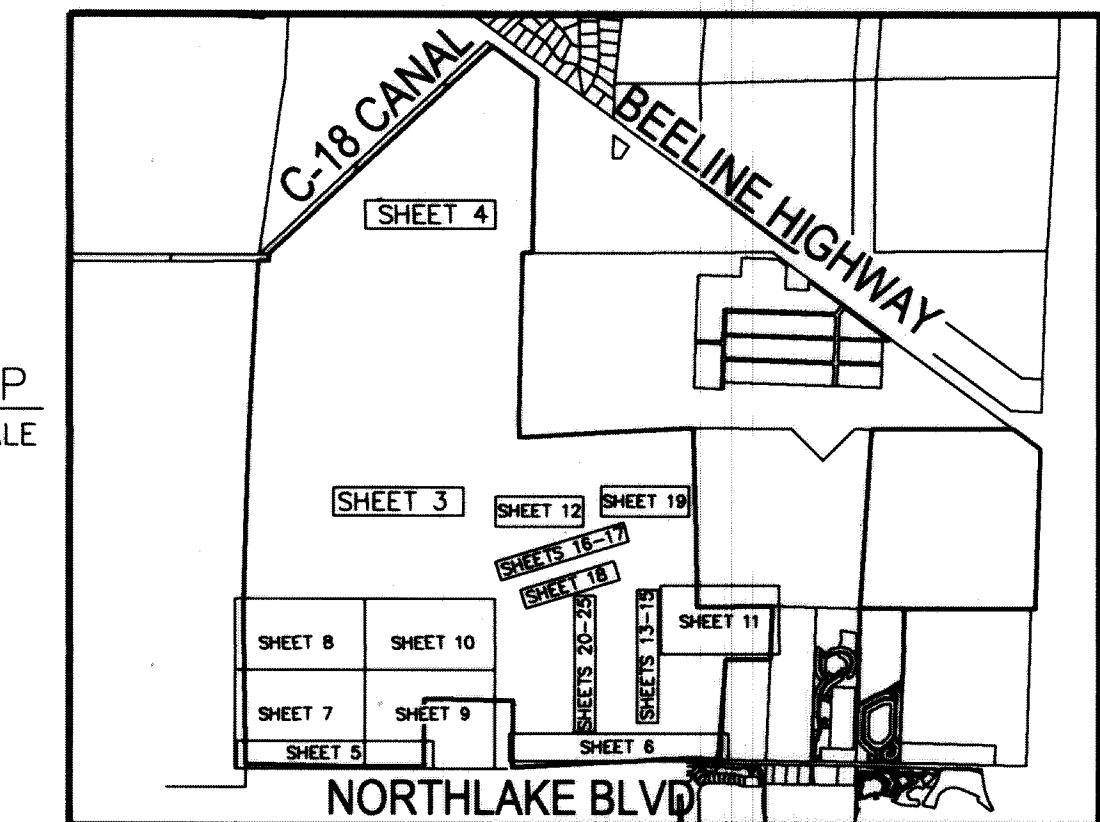 C-18 CANAL
BEELINE HIGHWAY
SHEET 4
P
ALE
SHEET 3
SHEET 12
SHEET 19
SHEETS 16-17
SHEET 18
SHEETS 20-25
SHEETS 13-15
SHEET 11
SHEET 8
SHEET 10
SHEET 7
SHEET 9
SHEET 5
SHEET 6
NORTHLAKE BLVD